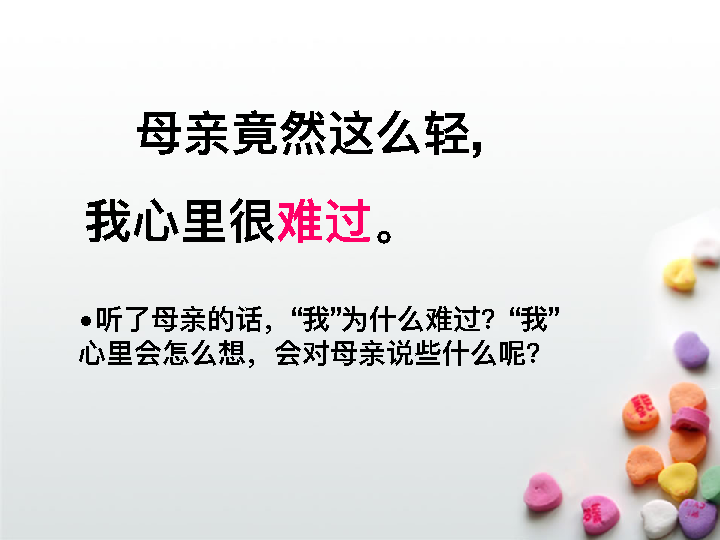 母亲竟然这么轻，
我心里很难过。
•听了母亲的话，“我”为什么难过？“我”
心里会怎么想，会对母亲说些什么呢？